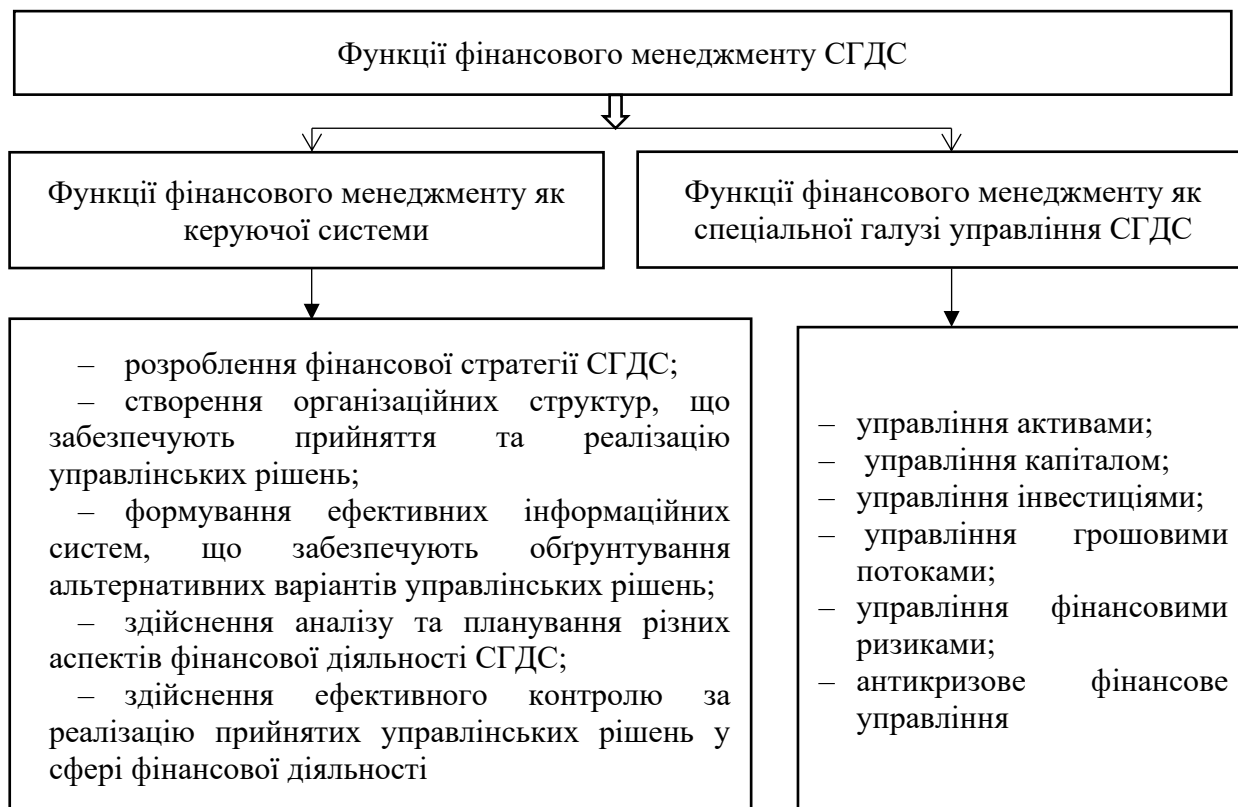 Функції фінансового менеджменту СГДС
Функції фінансового менеджменту як
керуючої системи
Функції фінансового менеджменту як
спеціальної галузі управління СГДС
– розроблення фінансової стратегії СГДС;
– створення організаційних структур, що
забезпечують прийняття та реалізацію
управлінських рішень;
– формування ефективних інформаційних
систем, що забезпечують обґрунтування
альтернативних варіантів управлінських рішень;
– здійснення аналізу та планування різних
аспектів фінансової діяльності СГДС;
– здійснення ефективного контролю за
реалізацію прийнятих управлінських рішень у
сфері фінансової діяльності
– управління активами;
– управління капіталом;
– управління інвестиціями;
– управління грошовими
потоками;
– управління фінансовими
ризиками;
– антикризове фінансове
управління